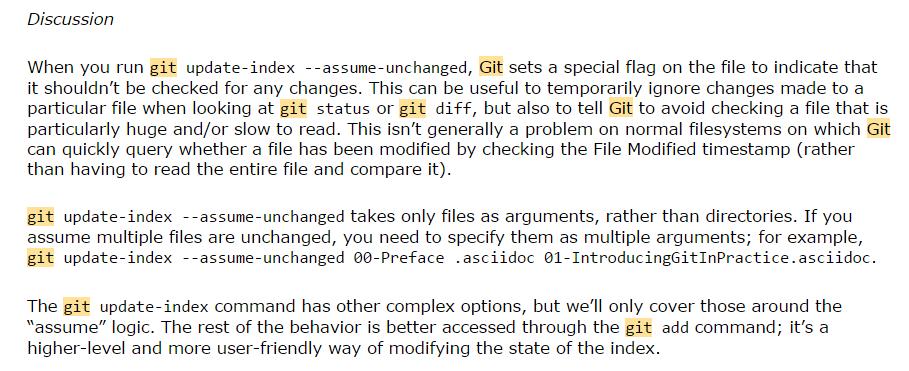 Discussion
When you run git update-index --assume-unchanged, Git sets a special flag on the file to indicate that
it shouldn’t be checked for any changes. This can be useful to temporarily ignore changes made to a
particular file when looking at git status or git diff, but also to tell Git to avoid checking a file that is
particularly huge and/or slow to read. This isn’t generally a problem on normal filesystems on which Git
can quickly query whether a file has been modified by checking the File Modified timestamp (rather
than having to read the entire file and compare it).
git update-index --assume-unchanged takes only files as arguments, rather than directories. If you
assume multiple files are unchanged, you need to specify them as multiple arguments; for example,
git update-index --assume-unchanged 00-Preface .asciidoc 01-IntroducingGitInPractice.asciidoc.
The git update-index command has other complex options, but we’ll only cover those around the
“assume” logic. The rest of the behavior is better accessed through the git add command; it’s a
higher-level and more user-friendly way of modifying the state of the index.